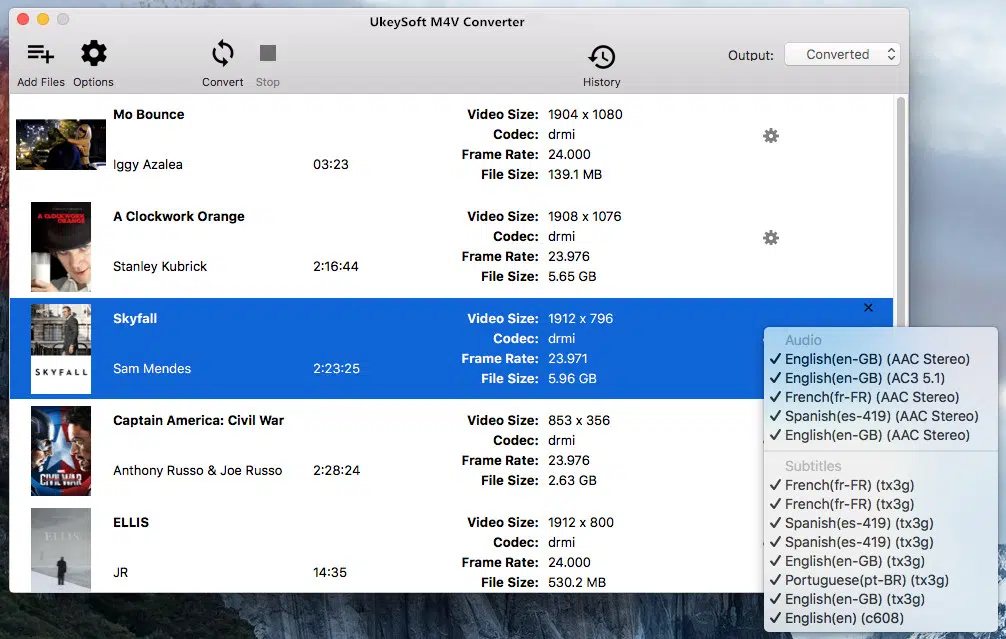 UkeySoft M4V Converter
Add Files
Options
Convert
Stop
History
Output:
Converted
Mo Bounce
Iggy Azalea
03:23
Video Size: 1904 x 1080
Codec: drmi
Frame Rate: 24.000
File Size: 139.1 MB
A CLOCKWORK ORANGE
A Clockwork Orange
Stanley Kubrick
2:16:44
Video Size: 1908 x 1076
Codec: drmi
Frame Rate: 23.976
File Size: 5.65 GB
SKYFALL
Skyfall
Sam Mendes
2:23:25
Video Size: 1912 x 796
Codec: drmi
Frame Rate: 23.971
File Size: 5.96 GB
CIVIL WAR
Captain America: Civil War
Anthony Russo & Joe Russo
2:28:24
Video Size: 853 x 356
Codec: drmi
Frame Rate: 23.976
File Size: 2.63 GB
ELLIS
ELLIS
JR
14:35
Video Size: 1912 x 800
Codec: drmi
Frame Rate: 24.000
File Size: 530.2 MB
Audio
✓ English(en-GB) (AAC Stereo)
✓ English(en-GB) (AC3 5.1)
✓ French(fr-FR) (AAC Stereo)
✓ Spanish(es-419) (AAC Stereo)
✓ English(en-GB) (AAC Stereo)
Subtitles
✓ French(fr-FR) (tx3g)
✓ French(fr-FR) (tx3g)
✓ Spanish(es-419) (tx3g)
✓ Spanish(es-419) (tx3g)
✓ English(en-GB) (tx3g)
✓ Portuguese(pt-BR) (tx3g)
✓ English(en-GB) (tx3g)
✓ English(en) (c608)